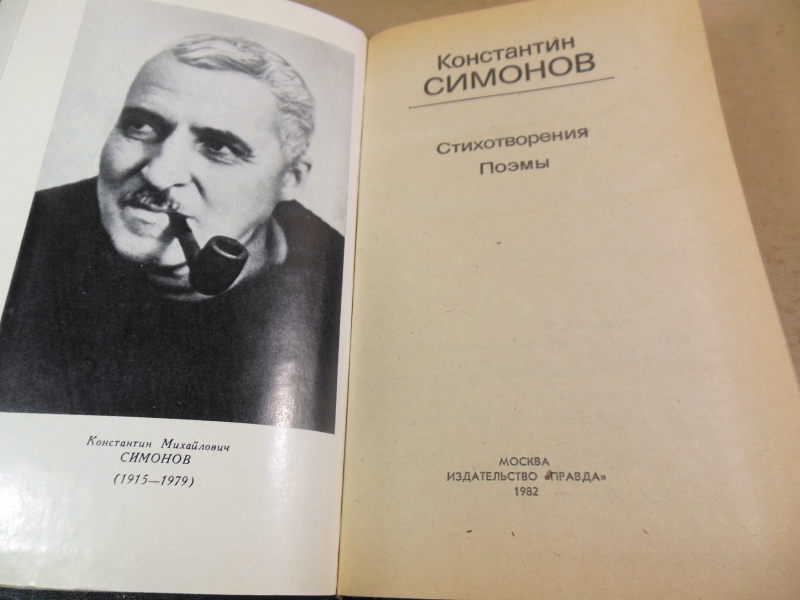 Константин Михайлович
СИМОНОВ
(1915—1979)
Константин
СИМОНОВ
Стихотворения
Поэмы
МОСКВА
ИЗДАТЕЛЬСТВО «ПРАВДА»
1982